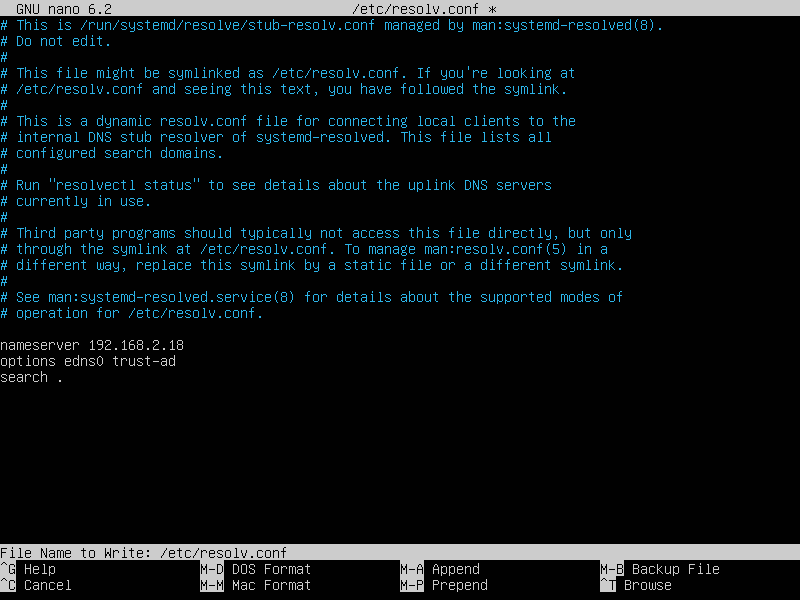 GNU nano 6.2 /etc/resolv.conf *
# This is /run/systemd/resolve/stub-resolv.conf managed by man:systemd-resolved(8).
# Do not edit.
#
# This file might be symlinked as /etc/resolv.conf. If you're looking at
# /etc/resolv.conf and seeing this text, you have followed the symlink.
#
# This is a dynamic resolv.conf file for connecting local clients to the
# internal DNS stub resolver of systemd-resolved. This file lists all
# configured search domains.
#
# Run "resolvectl status" to see details about the uplink DNS servers
# currently in use.
#
# Third party programs should typically not access this file directly, but only
# through the symlink at /etc/resolv.conf. To manage man:resolv.conf(5) in a
# different way, replace this symlink by a static file or a different symlink.
#
# See man:systemd-resolved.service(8) for details about the supported modes of
# operation for /etc/resolv.conf.
nameserver 192.168.2.18
options edns0 trust-ad
search .
File Name to Write: /etc/resolv.conf
^G Help M-D DOS Format M-A Append M-B Backup File
^C Cancel M-M Mac Format M-P Prepend ^T Browse